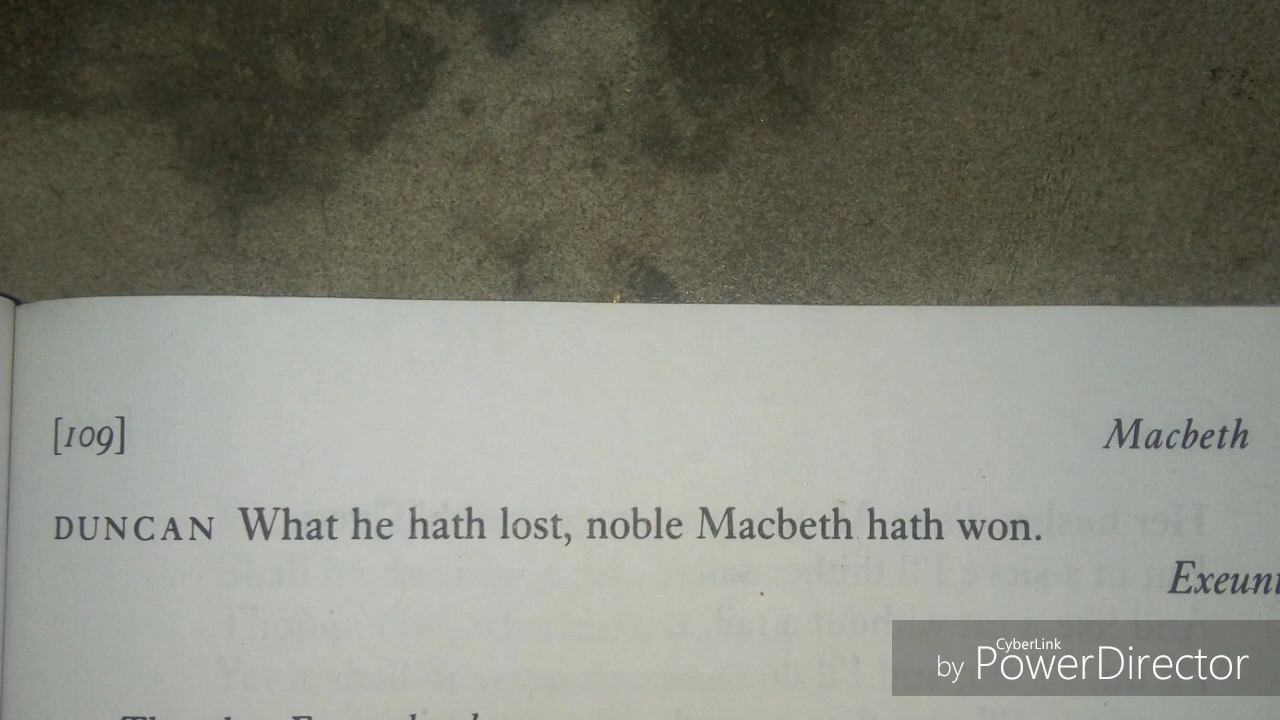 [109] Macbeth
DUNCAN What he hath lost, noble Macbeth hath won.
Exeunt
CyberLink
by PowerDirector